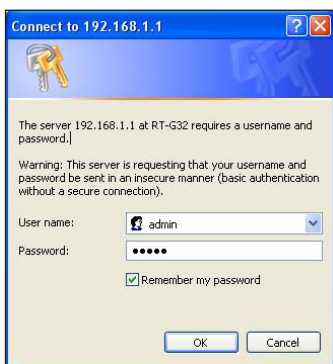 Connect to 192.168.1.1
The server 192.168.1.1 at RT-G32 requires a username and
password.
Warning: This server is requesting that your username and
password be sent in an insecure manner (basic authentication
without a secure connection).
User name:
admin
Password:
●●●●●
Remember my password
OK
Cancel